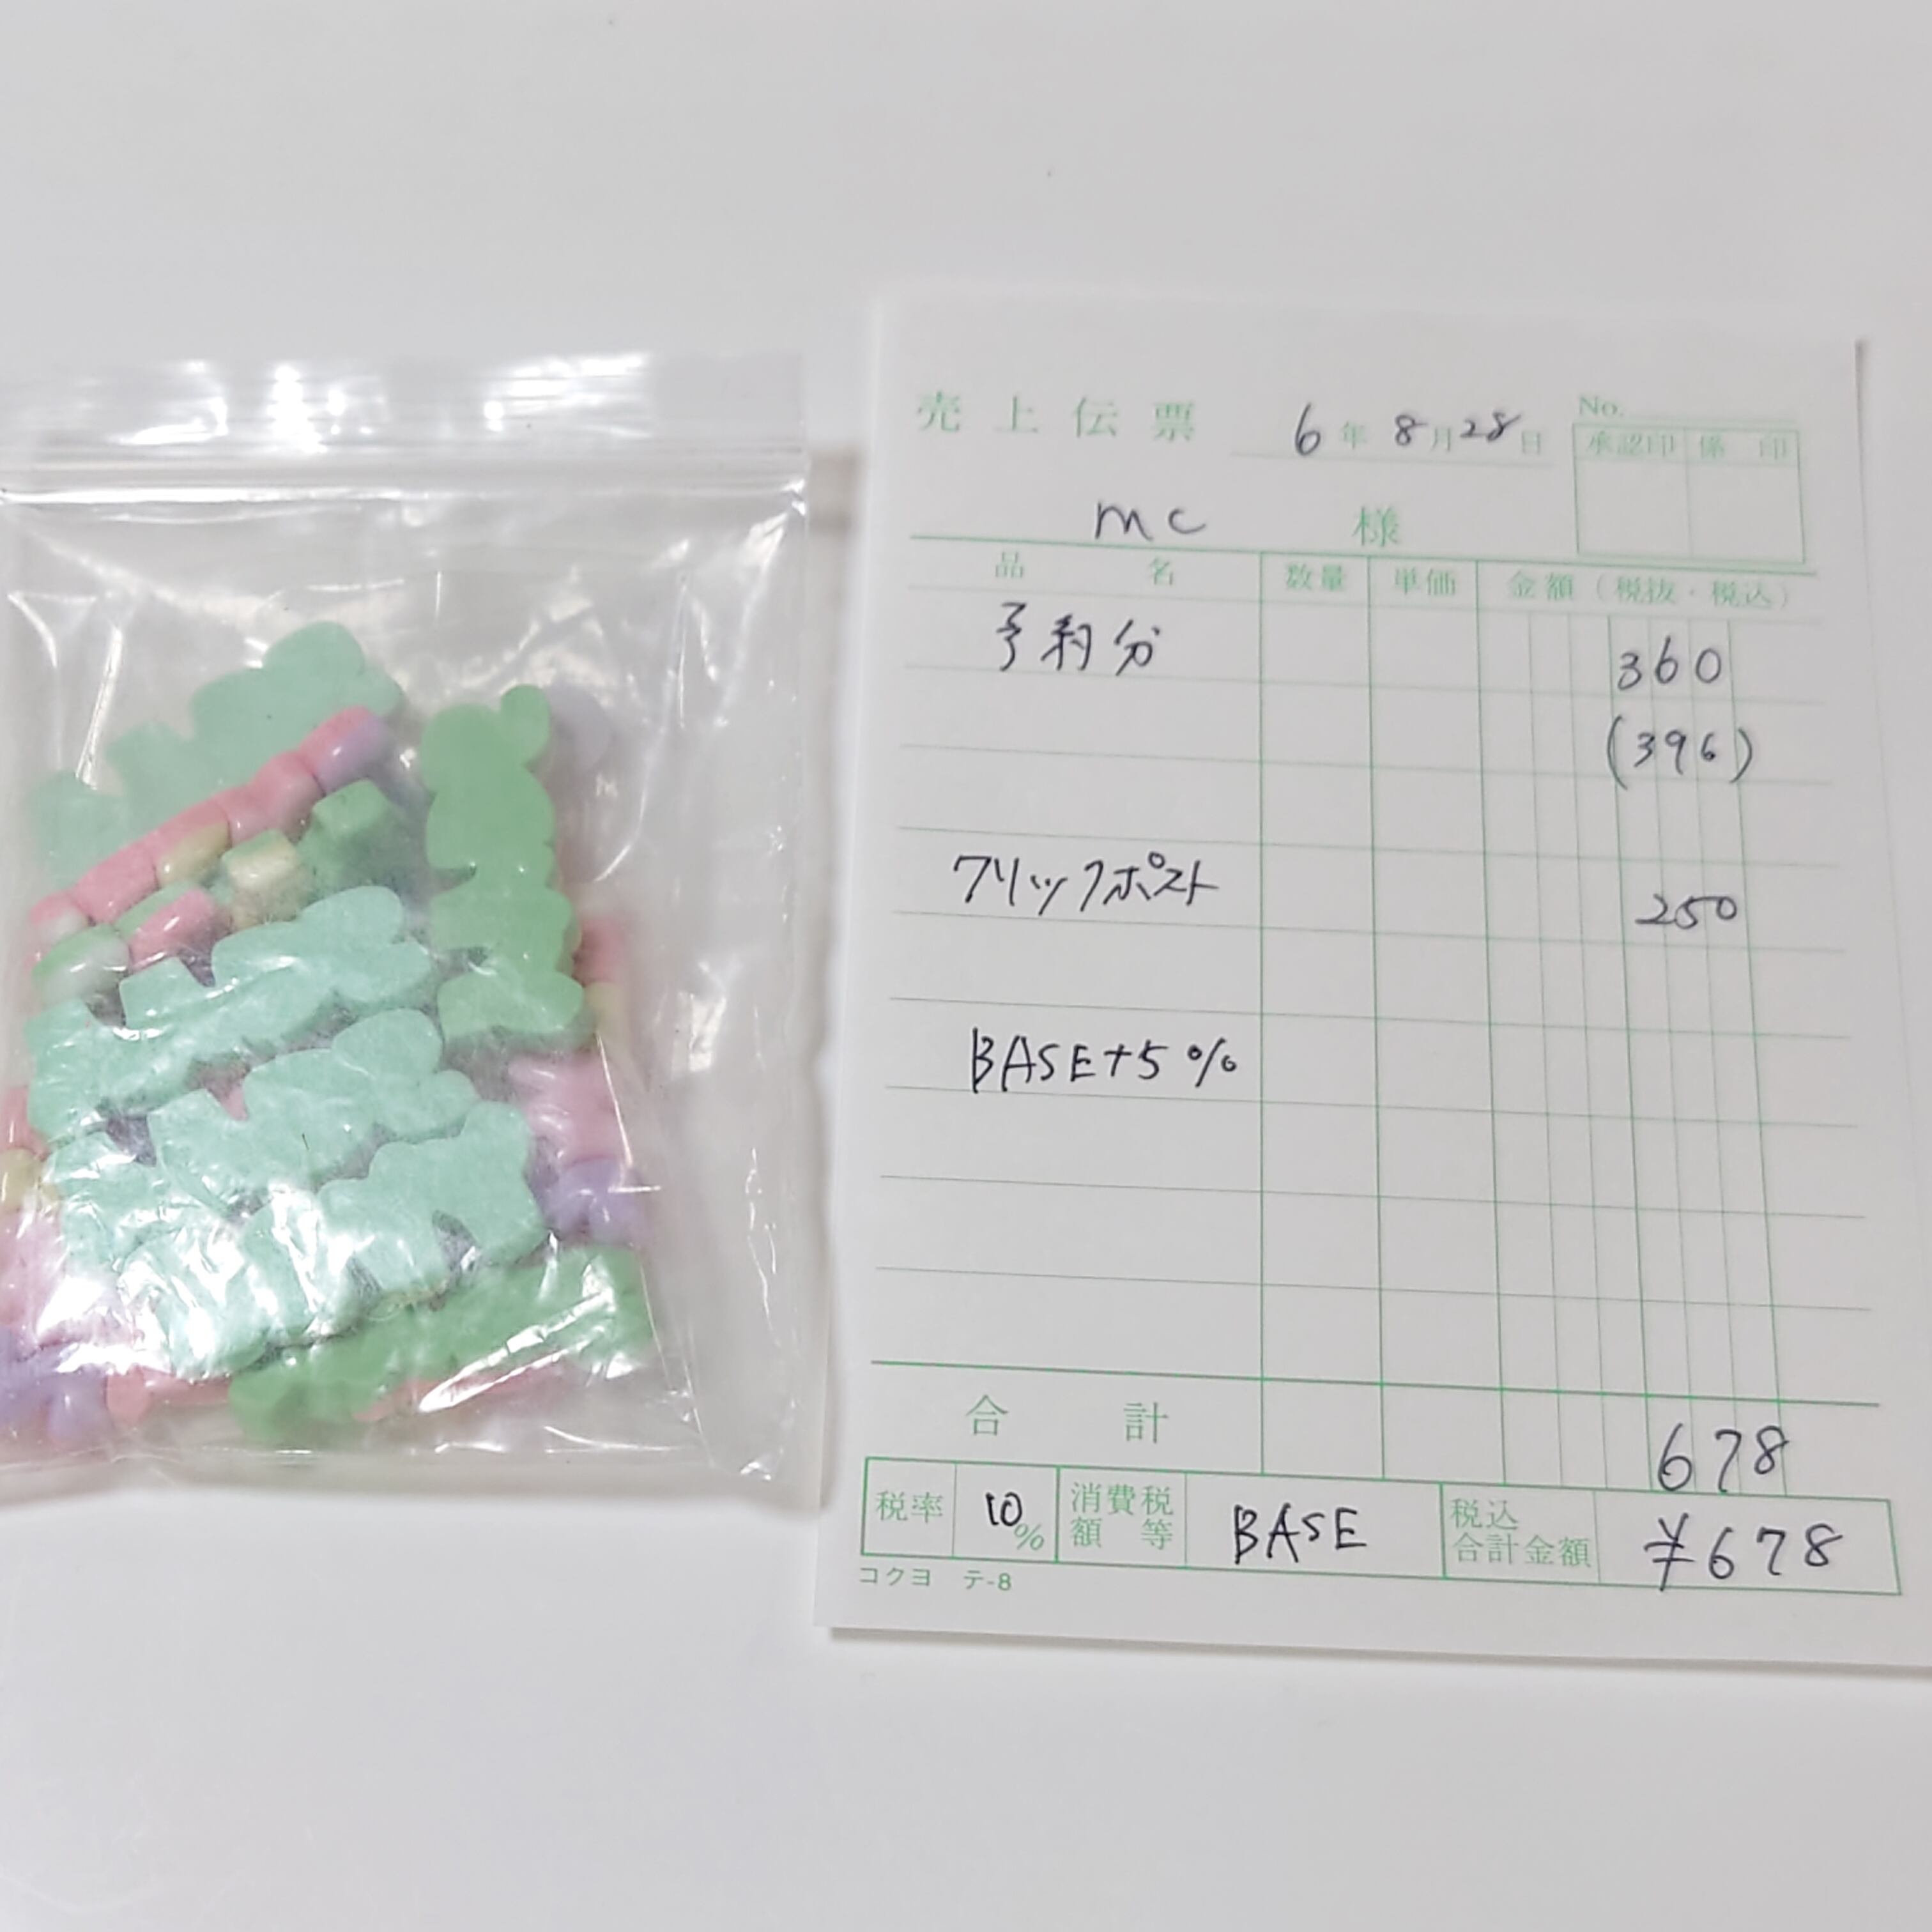 売上伝票 6年 8月28日 No.
承認印 係印
mc 様
品名 数量 単価 金額（税抜・税込）
予約分 360
(396)
クリックポスト 250
BASE+5%
合計 678
税率 10% 消費税額等 BASE 税込合計金額 ¥678
コクヨ テ-8